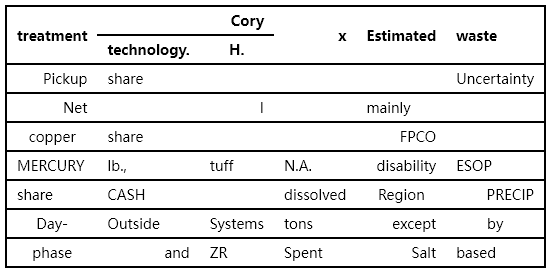 Cory
treatment x Estimated waste
technology. H.
Pickup share Uncertainty
Net l mainly
copper share FPCO
MERCURY lb., tuff N.A. disability ESOP
share CASH dissolved Region PRECIP
Day- Outside Systems tons except by
phase and ZR Spent Salt based